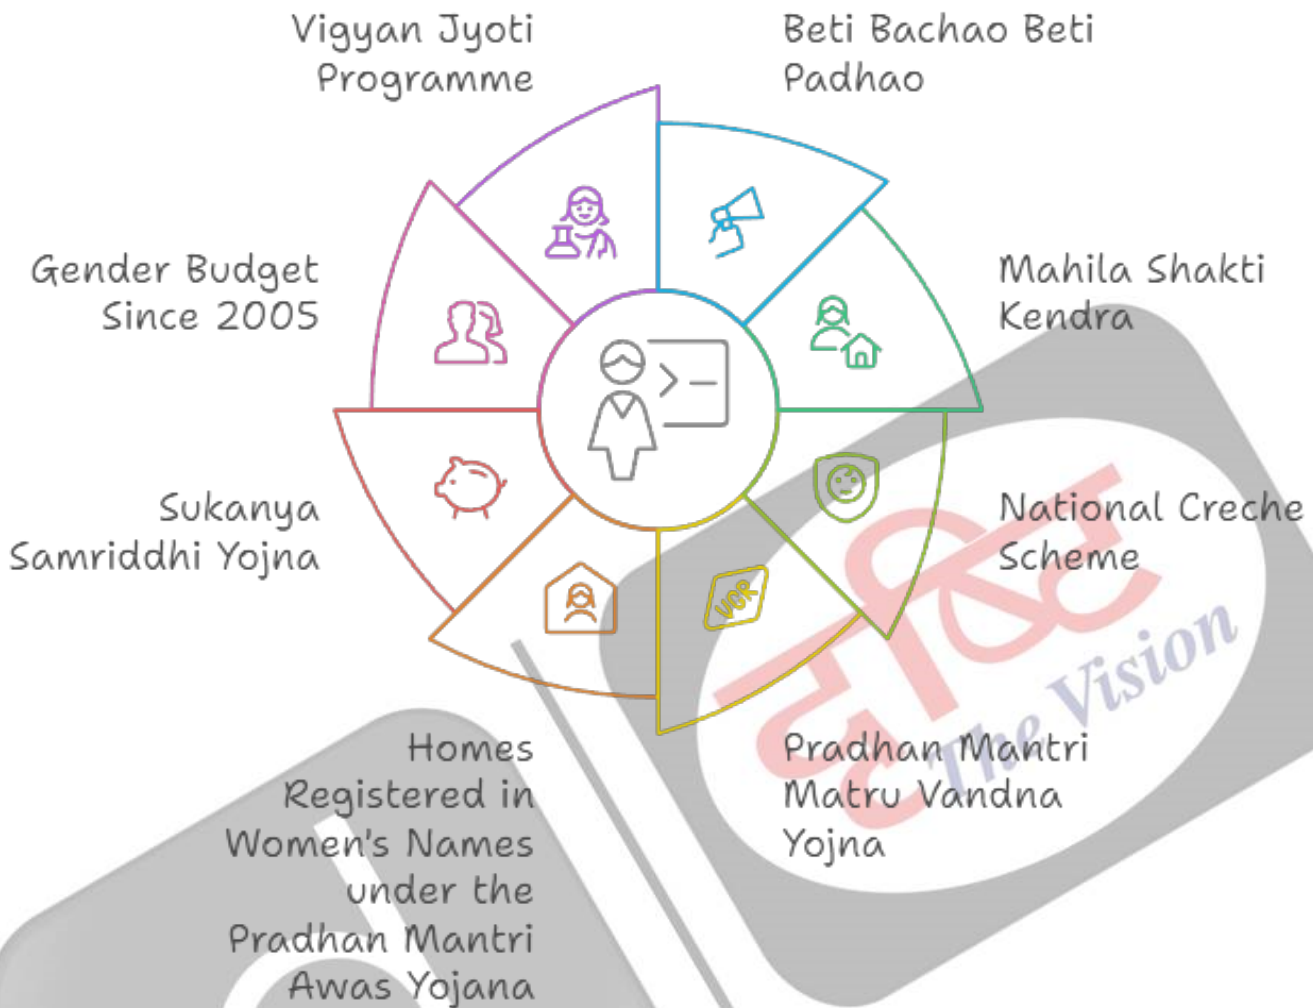 Vigyan Jyoti
Programme
Beti Bachao Beti
Padhao
Gender Budget
Since 2005
Mahila Shakti
Kendra
Sukanya
Samriddhi Yojna
National Creche
Scheme
VGR
Homes
Registered in
Women's Names
under the
Pradhan Mantri
Awas Yojana
Pradhan Mantri
Matru Vandna
Yojna
दृष्टि
The Vision